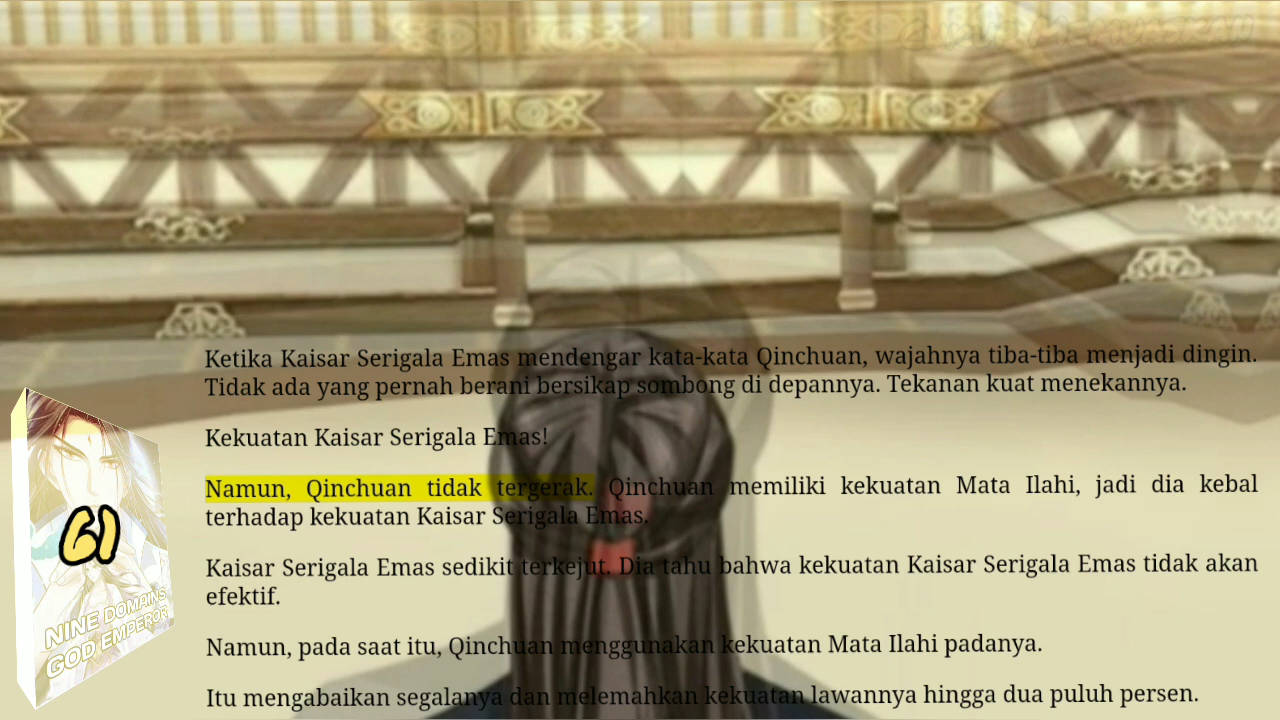 Ketika Kaisar Serigala Emas mendengar kata-kata Qinchuan, wajahnya tiba-tiba menjadi dingin.
Tidak ada yang pernah berani bersikap sombong di depannya. Tekanan kuat menekannya.
Kekuatan Kaisar Serigala Emas!
Namun, Qinchuan tidak tergerak. Qinchuan memiliki kekuatan Mata Ilahi, jadi dia kebal
terhadap kekuatan Kaisar Serigala Emas.
Kaisar Serigala Emas sedikit terkejut. Dia tahu bahwa kekuatan Kaisar Serigala Emas tidak akan
efektif.
Namun, pada saat itu, Qinchuan menggunakan kekuatan Mata Ilahi padanya.
Itu mengabaikan segalanya dan melemahkan kekuatan lawannya hingga dua puluh persen.
61
NINE DOMAINS
GOD EMPEROR